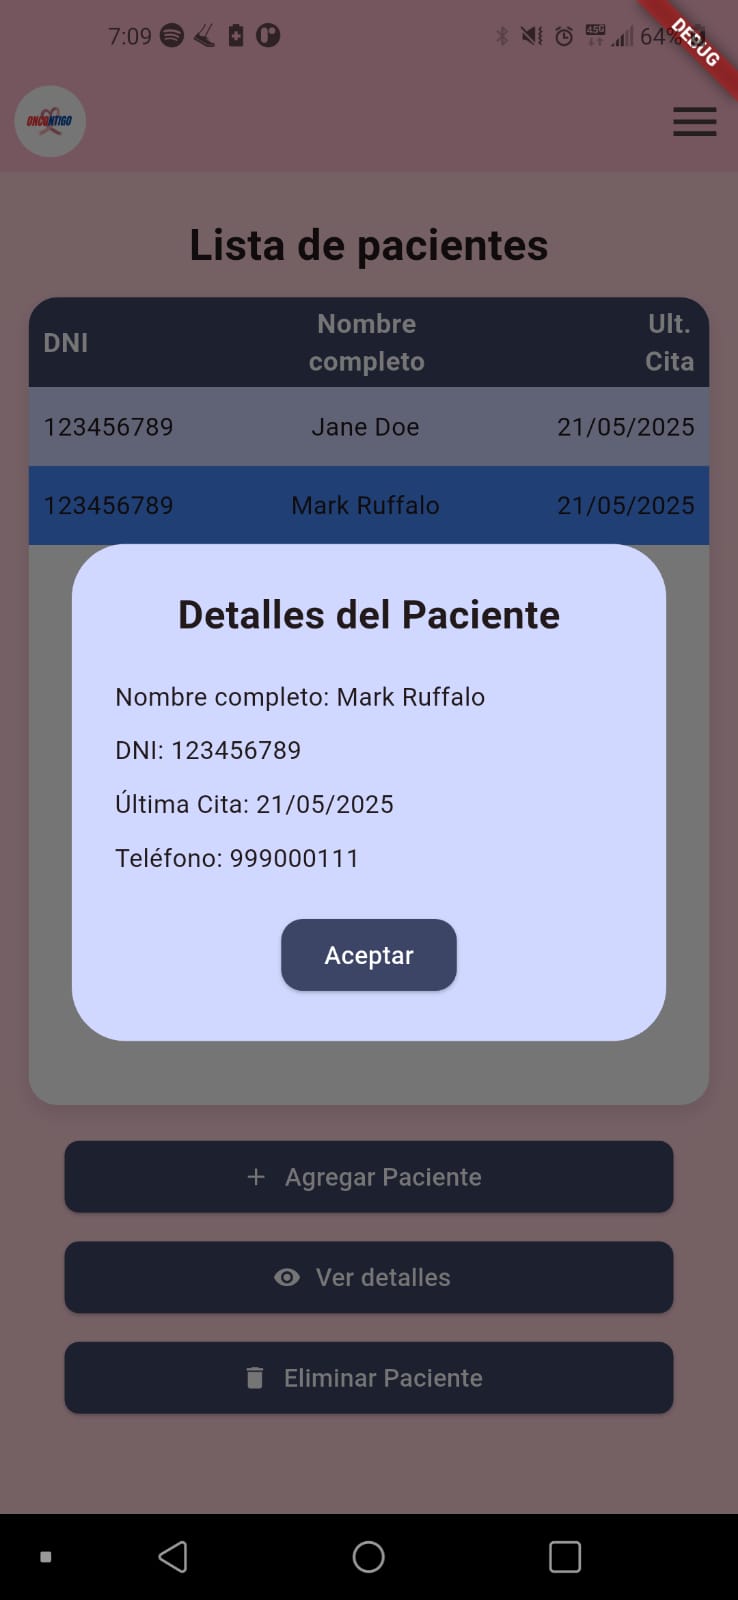 7:09
4.5G
64%
DEBUG
ONCONTIGO
Lista de pacientes
DNI
Nombre completo
Ult. Cita
123456789 Jane Doe 21/05/2025
123456789 Mark Ruffalo 21/05/2025
Detalles del Paciente
Nombre completo: Mark Ruffalo
DNI: 123456789
Última Cita: 21/05/2025
Teléfono: 999000111
Aceptar
Agregar Paciente
Ver detalles
Eliminar Paciente